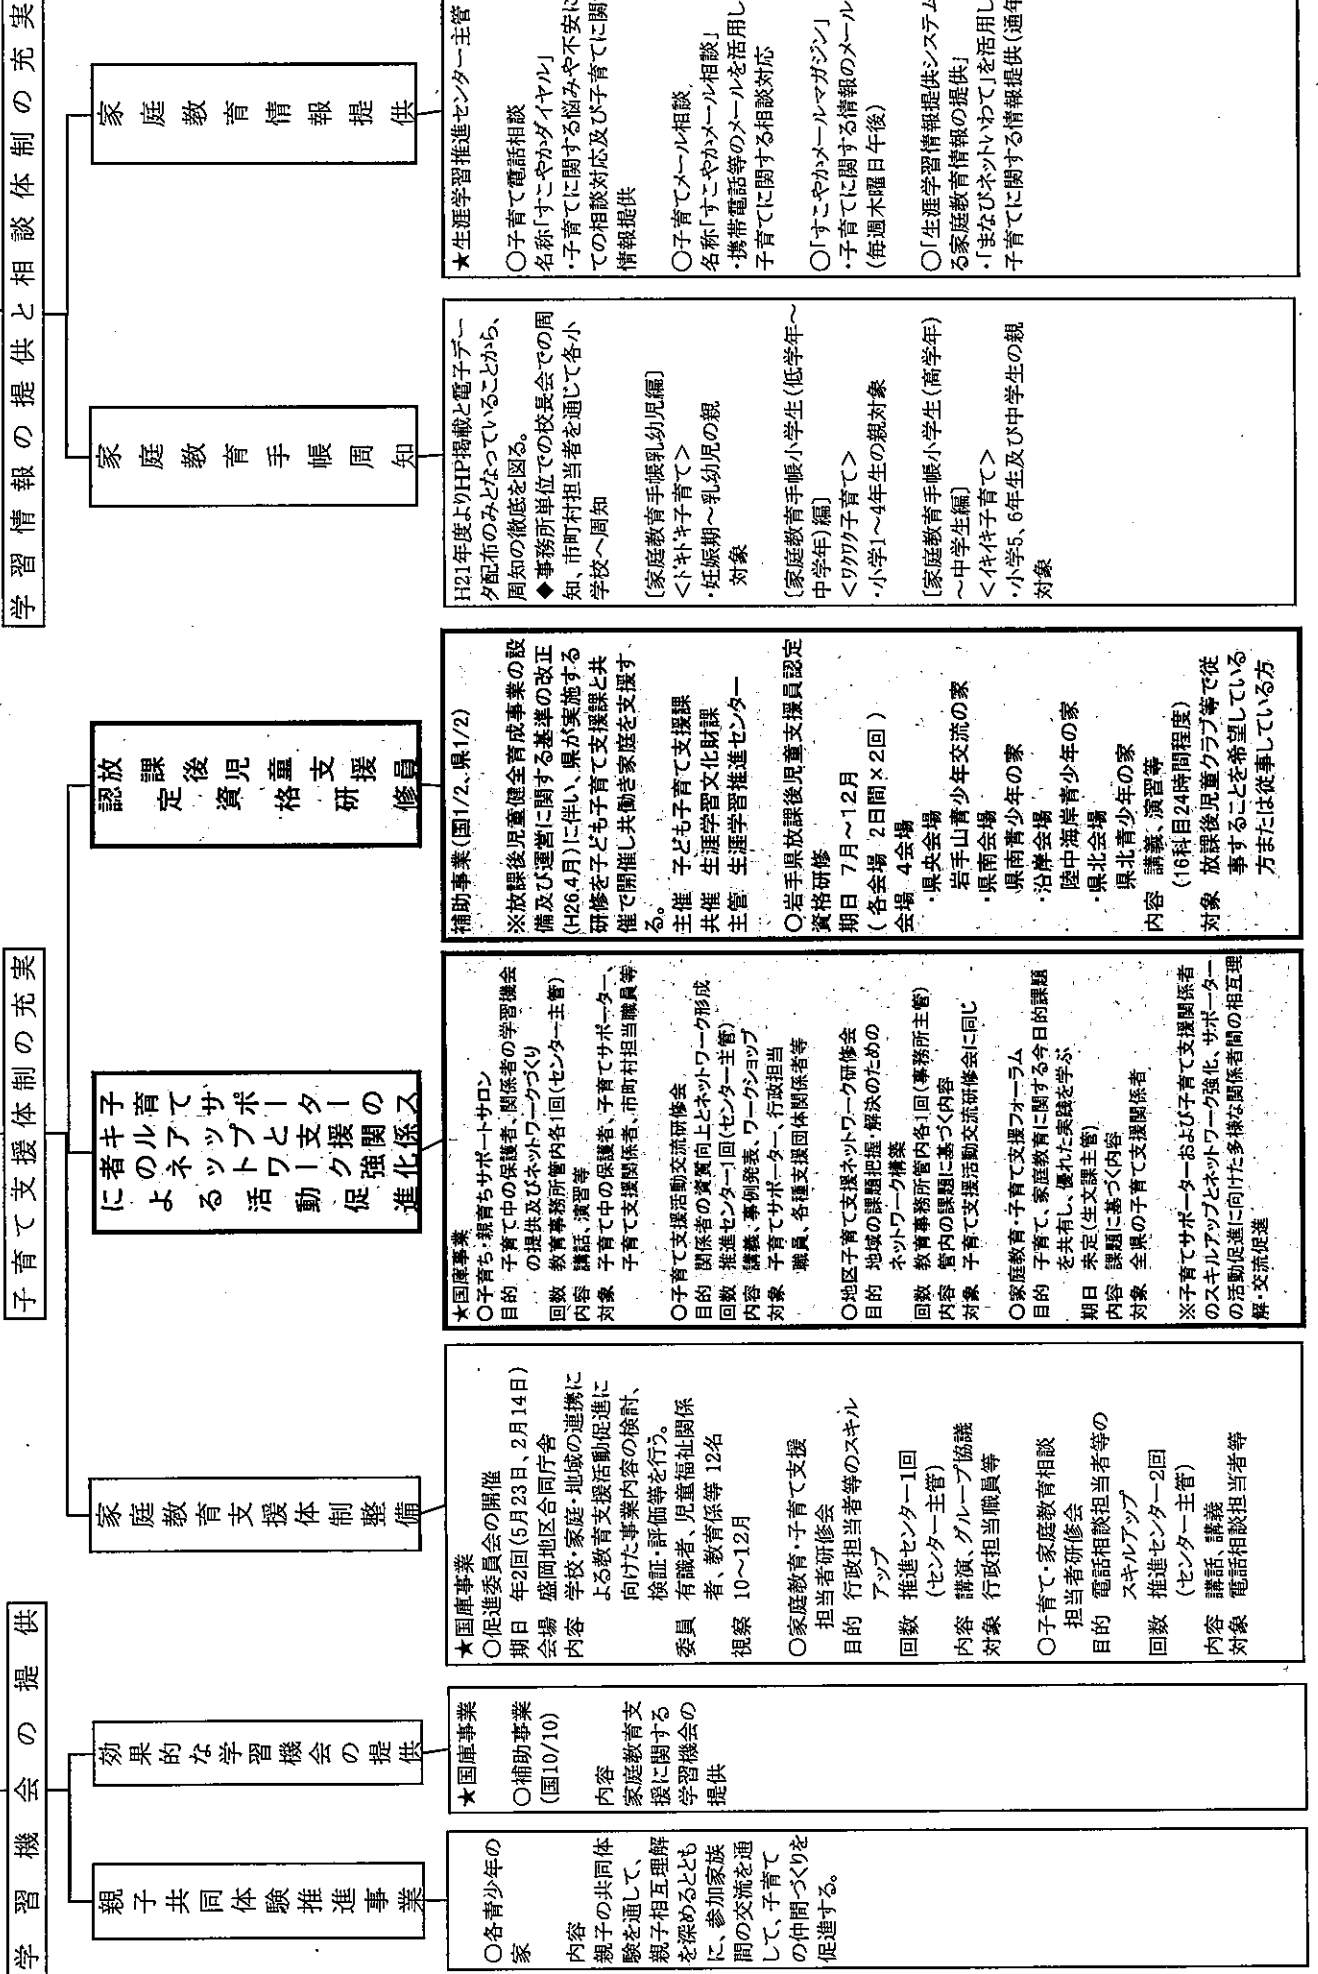 学習機会の提供
親子共同体験推進事業
○各青少年の
家
内容
親子の共同体
験を通して、
親子相互理解
を深めるととも
に、参加家族
間の交流を通
して、子育て
の仲間づくりを
促進する。
効果的な学習機会の提供
★国庫事業
○補助事業
(国10/10)
内容
家庭教育支
援に関する
学習機会の
提供
子育て支援体制の充実
家庭教育支援体制整備
★国庫事業
○促進委員会の開催
期日 年2回(5月23日、2月14日)
会場 盛岡地区合同庁舎
内容 学校・家庭・地域の連携に
よる教育支援活動促進に
向けた事業内容の検討、
検証・評価等を行う。
委員 有識者、児童福祉関係
者、教育係等 12名
視察 10～12月
○家庭教育・子育て支援
担当者研修会
目的 行政担当者等のスキル
アップ
回数 推進センター1回
(センター主管)
内容 講演、グループ協議
対象 行政担当職員等
○子育て・家庭教育相談
担当者研修会
目的 電話相談担当者等の
スキルアップ
回数 推進センター2回
(センター主管)
内容 講話、講義
対象 電話相談担当者等
子育てサポーターのス
キルアップと支援関係
者のネットワーク強化
によるサポート活動促進
★国庫事業
○子育ち・親育ちサポートサロン
目的 子育て中の保護者、関係者の学習機会
の提供及びネットワークづくり
回数 教育事務所管内各1回(センター主管)
内容 講話、演習等
対象 子育て中の保護者、子育てサポーター、
子育て支援関係者、市町村担当職員等
○子育て支援活動交流研修会
目的 関係者の資質向上とネットワーク形成
回数 推進センター1回(センター主管)
内容 講義、事例発表、ワークショップ
対象 子育てサポーター、行政担当
職員、各種支援団体関係者等
○地区子育て支援ネットワーク研修会
目的 地域の課題把握・解決のための
ネットワーク構築
回数 教育事務所管内各1回(事務所主管)
内容 管内の課題に基づく内容
対象 子育て支援活動交流研修会に同じ
○家庭教育・子育て支援フォーラム
目的 子育て、家庭教育に関する今日的課題
を共有し、優れた実践を学ぶ
期日 未定(生文課主管)
内容 課題に基づく内容
対象 全県の子育て支援関係者
※子育てサポーターおよび子育て支援関係者
のスキルアップとネットワーク強化、サポーター
の活動促進に向けた多様な関係者間の相互理
解・交流促進
放課後児童支援員
認定資格研修
補助事業(国1/2、県1/2)
※放課後児童健全育成事業の設
備及び運営に関する基準の改正
(H26.4月)に伴い、県が実施する
研修を子ども子育て支援課と共
催で開催し共働き家庭を支援す
る。
主催 子ども子育て支援課
共催 生涯学習文化財課
主管 生涯学習推進センター
○岩手県放課後児童支援員認定
資格研修
期日 7月～12月
(各会場 2日間×2回)
会場 4会場
・県央会場
岩手山青少年交流の家
・県南会場
県南青少年の家
・沿岸会場
陸中海岸青少年の家
・県北会場
県北青少年の家
内容 講義、演習等
(16科目24時間程度)
対象 放課後児童クラブ等で従
事することを希望している
方または従事している方
学習情報の提供と相談体制の充実
家庭教育手帳周知
H21年度よりHP掲載と電子デー
タ配布のみとなっていることから、
周知の徹底を図る。
◆事務所単位での校長会での周
知、市町村担当者を通じて各小
学校へ周知
[家庭教育手帳乳幼児編]
<ドキドキ子育て>
・妊娠期～乳幼児の親
対象
[家庭教育手帳小学生(低学年～
中学年)編]
<ワクワク子育て>
・小学1～4年生の親対象
[家庭教育手帳小学生(高学年)
～中学生編]
<イキイキ子育て>
・小学5、6年生及び中学生の親
対象
家庭教育情報提供
★生涯学習推進センター主管
○子育て電話相談
名称「すこやかダイヤル」
・子育てに関する悩みや不安に
ての相談対応及び子育てに関
情報提供
○子育てメール相談
名称「すこやかメール相談」
・携帯電話等のメールを活用し
子育てに関する相談対応
○「すこやかメールマガジン」
・子育てに関する情報のメール
(毎週木曜日午後)
○「生涯学習情報提供システム
る家庭教育情報の提供」
・「まなびネットいわて」を活用し
子育てに関する情報提供(通年